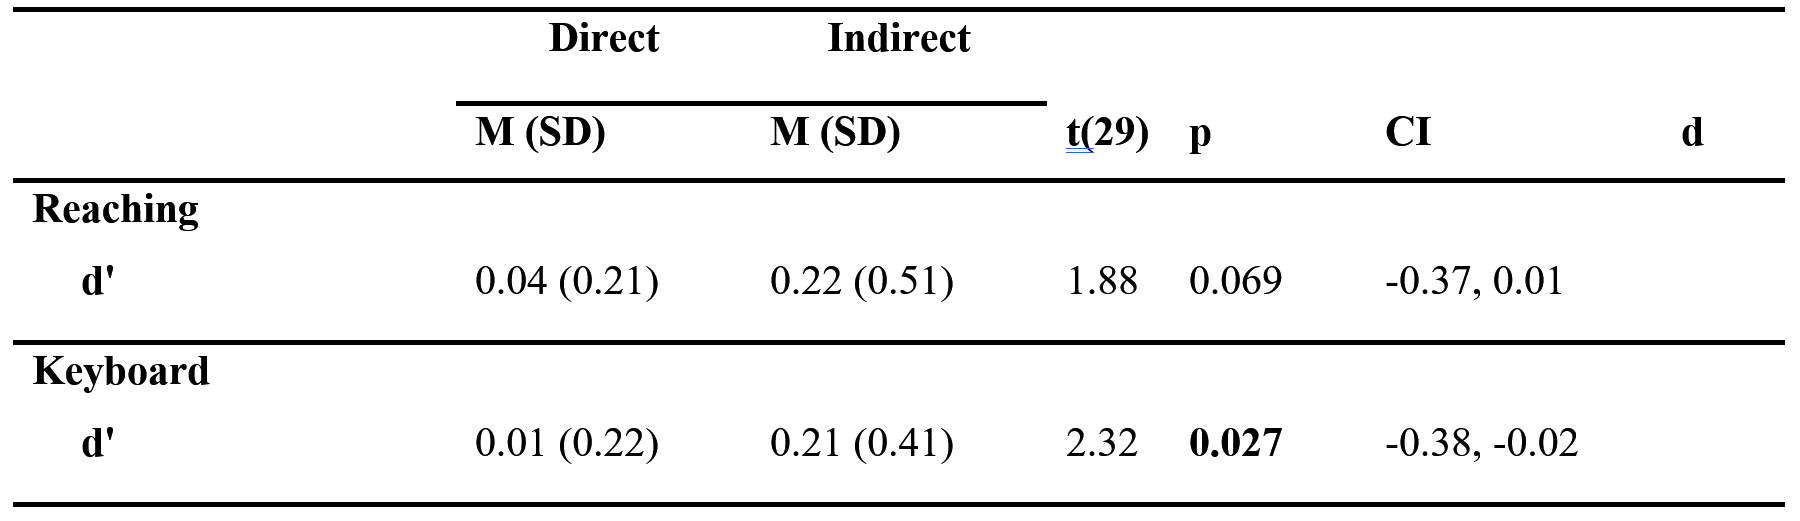 Direct Indirect
M (SD) M (SD) t(29) p CI d
Reaching
d' 0.04 (0.21) 0.22 (0.51) 1.88 0.069 -0.37, 0.01
Keyboard
d' 0.01 (0.22) 0.21 (0.41) 2.32 0.027 -0.38, -0.02